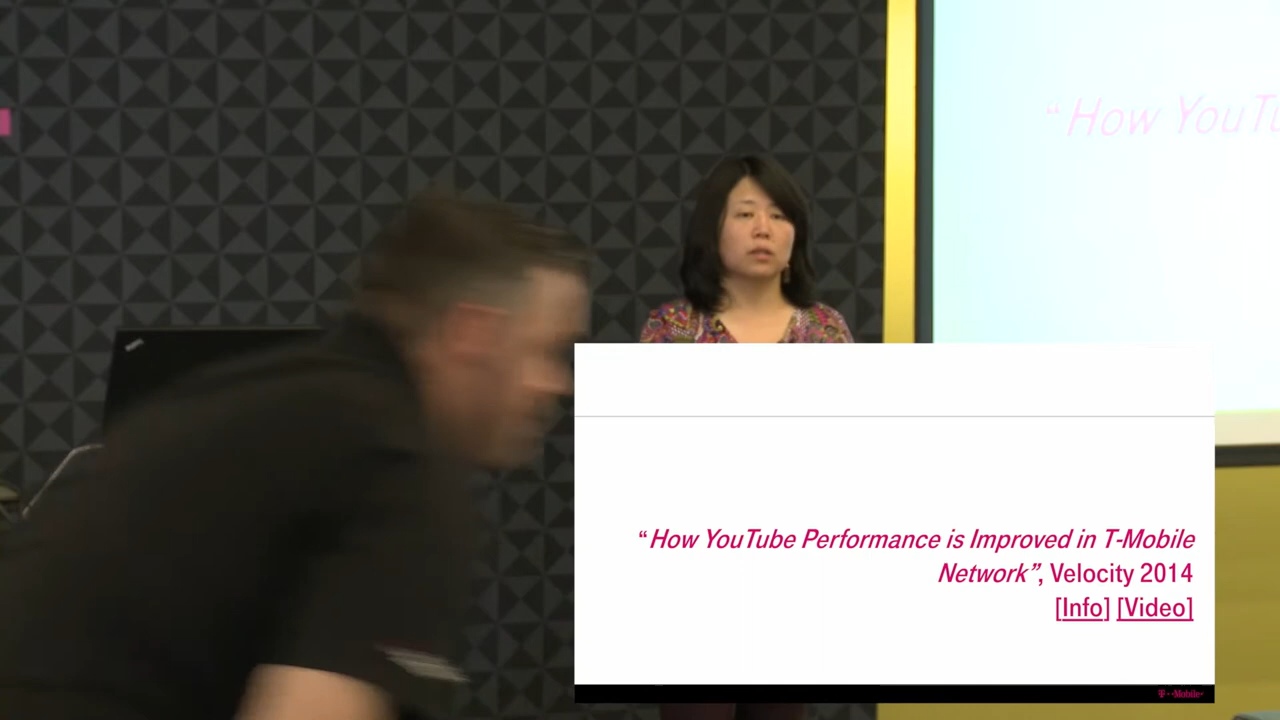 “How YouTu
“How YouTube Performance is Improved in T-Mobile
Network”, Velocity 2014
[Info] [Video]
T··Mobile·